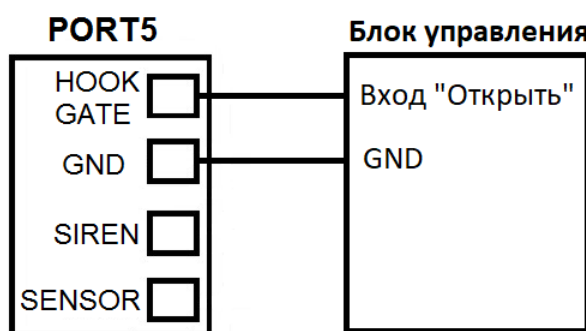 PORT5
Блок управления
HOOK
GATE
Вход "Открыть"
GND
GND
SIREN
SENSOR